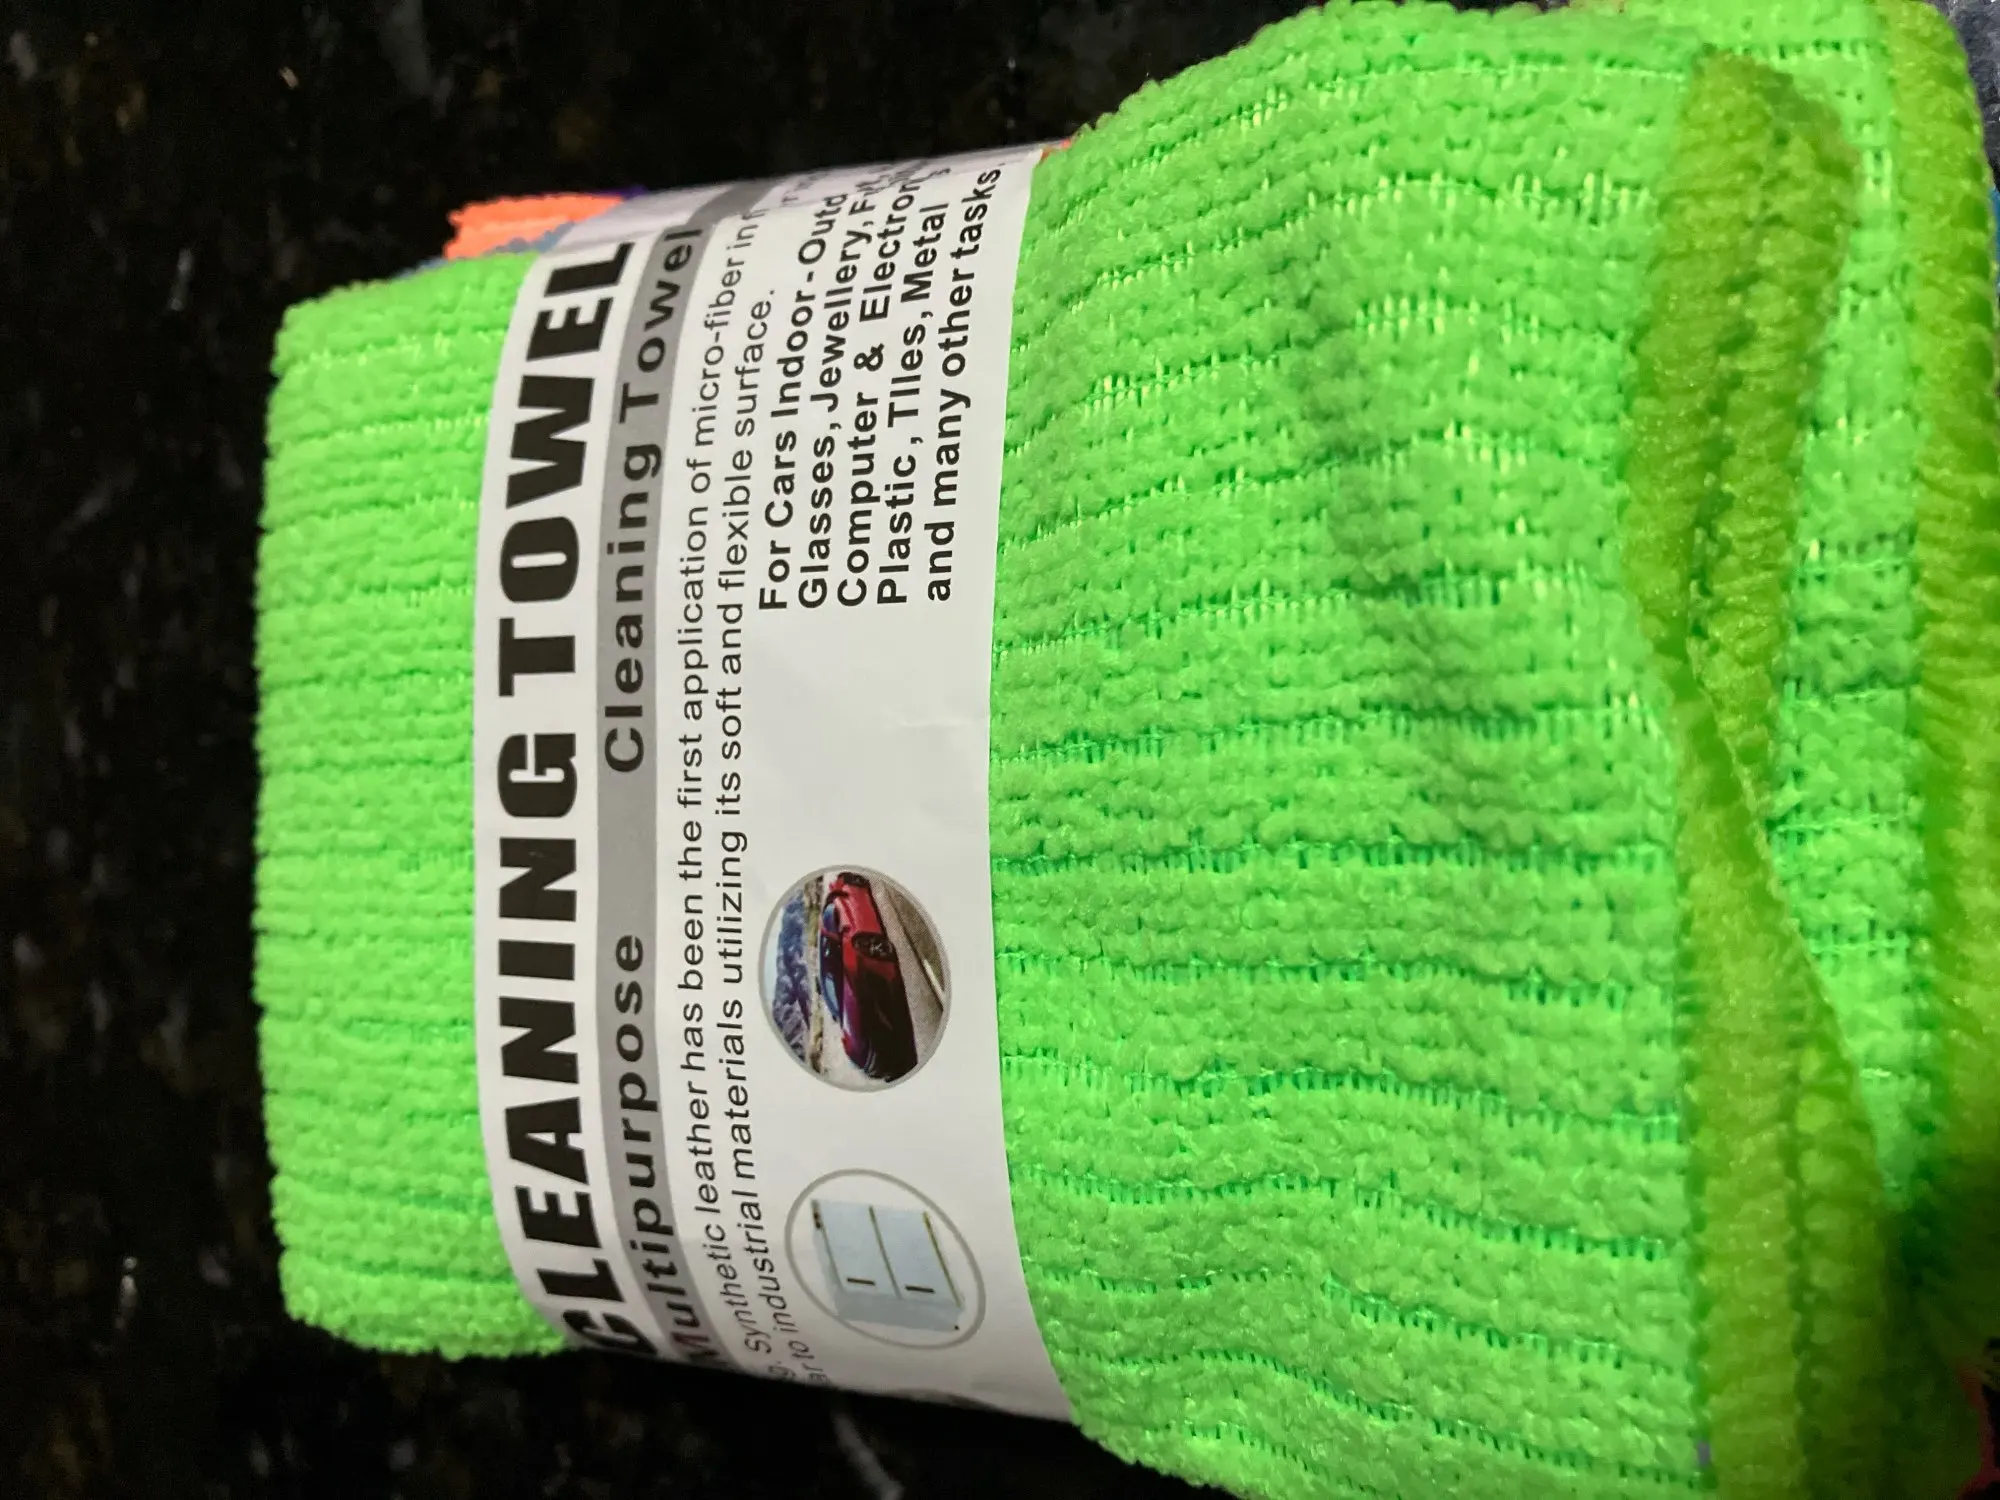 CLEANING TOWEL
Multipurpose Cleaning Towel
Synthetic leather has been the first application of micro-fiber in
to industrial materials utilizing its soft and flexible surface.
For Cars Indoor-Outd
Glasses, Jewellery, F
Computer & Electron
Plastic, TIles, Metal
and many other tasks.